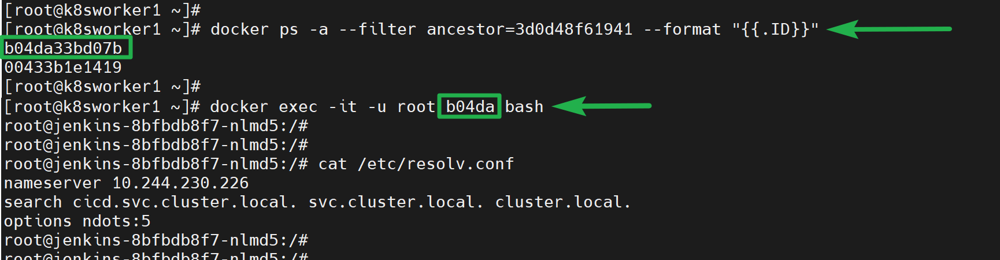 [root@k8sworker1 ~]#
[root@k8sworker1 ~]# docker ps -a --filter ancestor=3d0d48f61941 --format "{{.ID}}"
b04da33bd07b
00433b1e1419
[root@k8sworker1 ~]#
[root@k8sworker1 ~]# docker exec -it -u root b04da bash
root@jenkins-8bfbdb8f7-nlmd5:/#
root@jenkins-8bfbdb8f7-nlmd5:/#
root@jenkins-8bfbdb8f7-nlmd5:/# cat /etc/resolv.conf
nameserver 10.244.230.226
search cicd.svc.cluster.local. svc.cluster.local. cluster.local.
options ndots:5
root@jenkins-8bfbdb8f7-nlmd5:/#
root@jenkins-8bfbdb8f7-nlmd5:/#